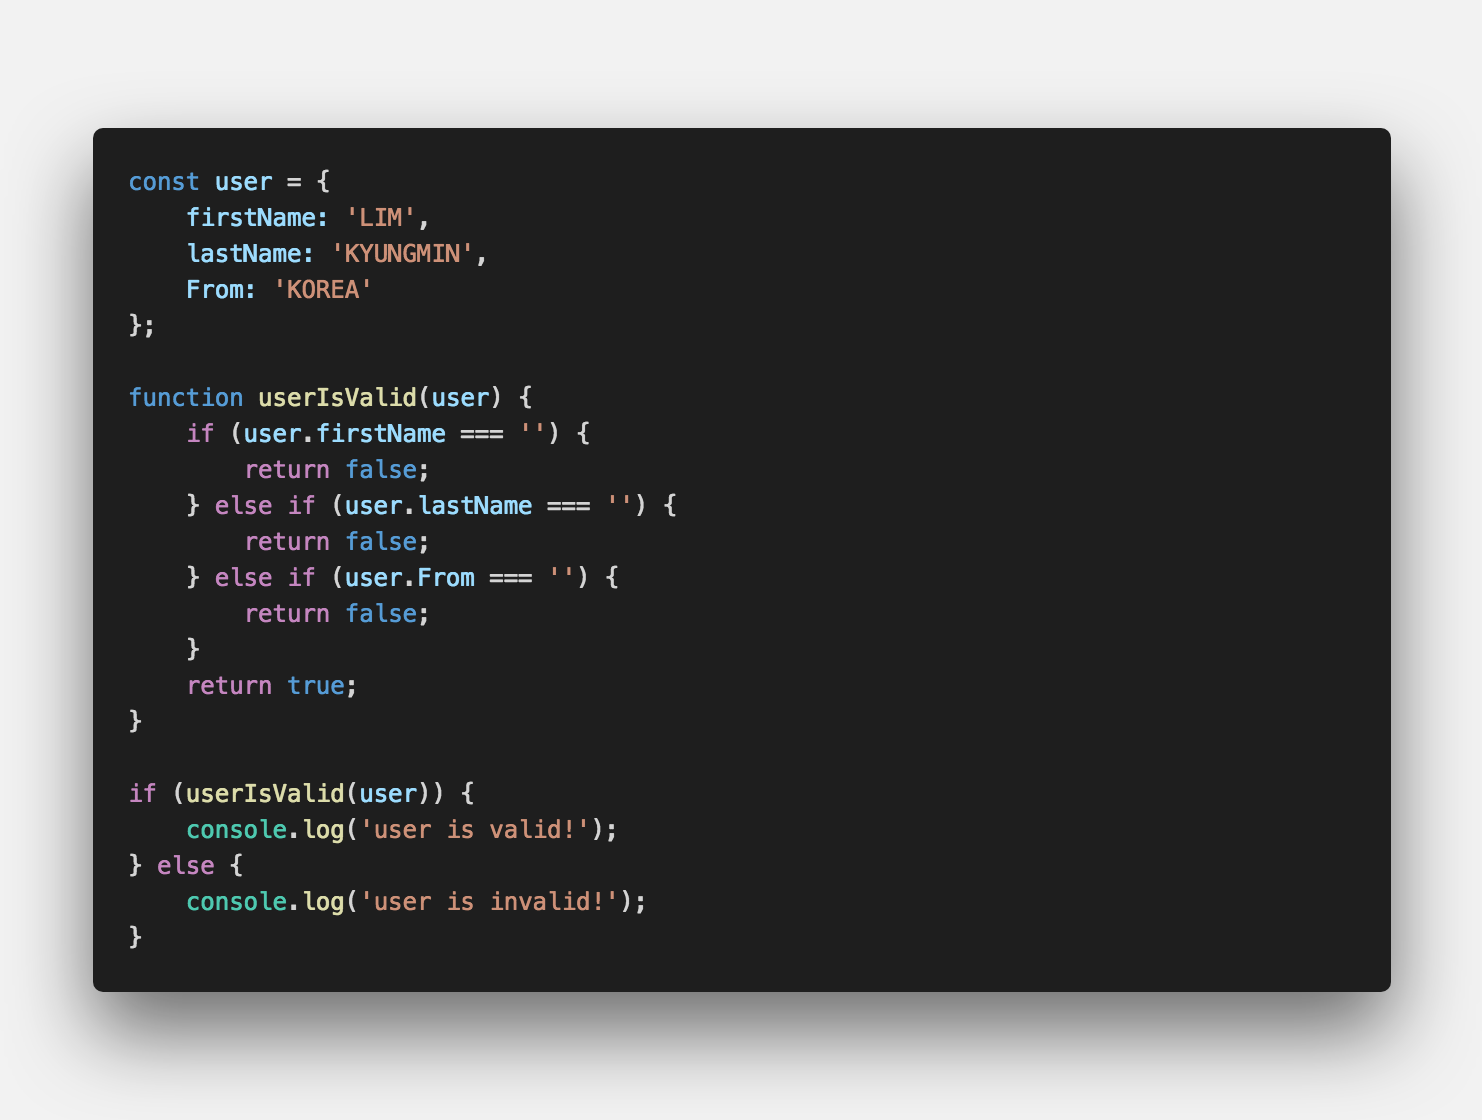 const user = {
    firstName: 'LIM',
    lastName: 'KYUNGMIN',
    From: 'KOREA'
};

function userIsValid(user) {
    if (user.firstName === '') {
        return false;
    } else if (user.lastName === '') {
        return false;
    } else if (user.From === '') {
        return false;
    }
    return true;
}

if (userIsValid(user)) {
    console.log('user is valid!');
} else {
    console.log('user is invalid!');
}